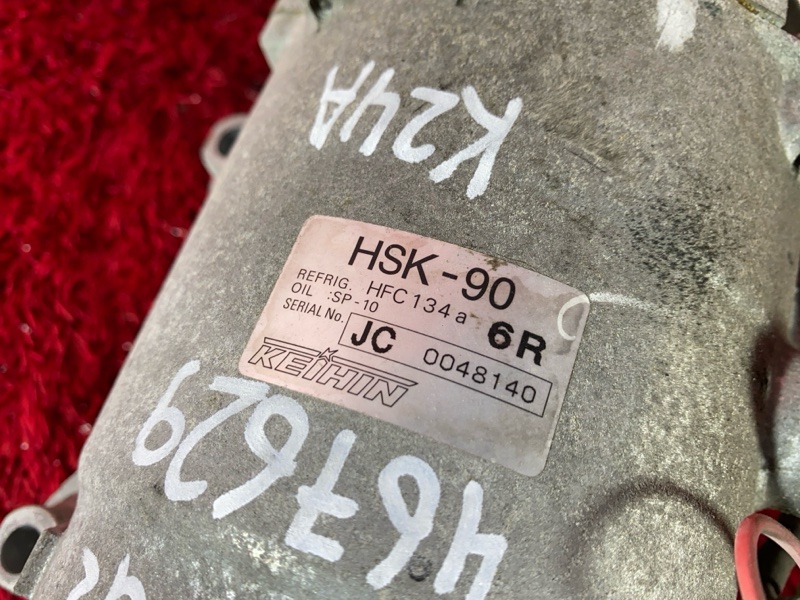 K24A
HSK-90
REFRIG. HFC134a 6R
OIL :SP-10
SERIAL No. JC 0048140
KEIHIN
467629